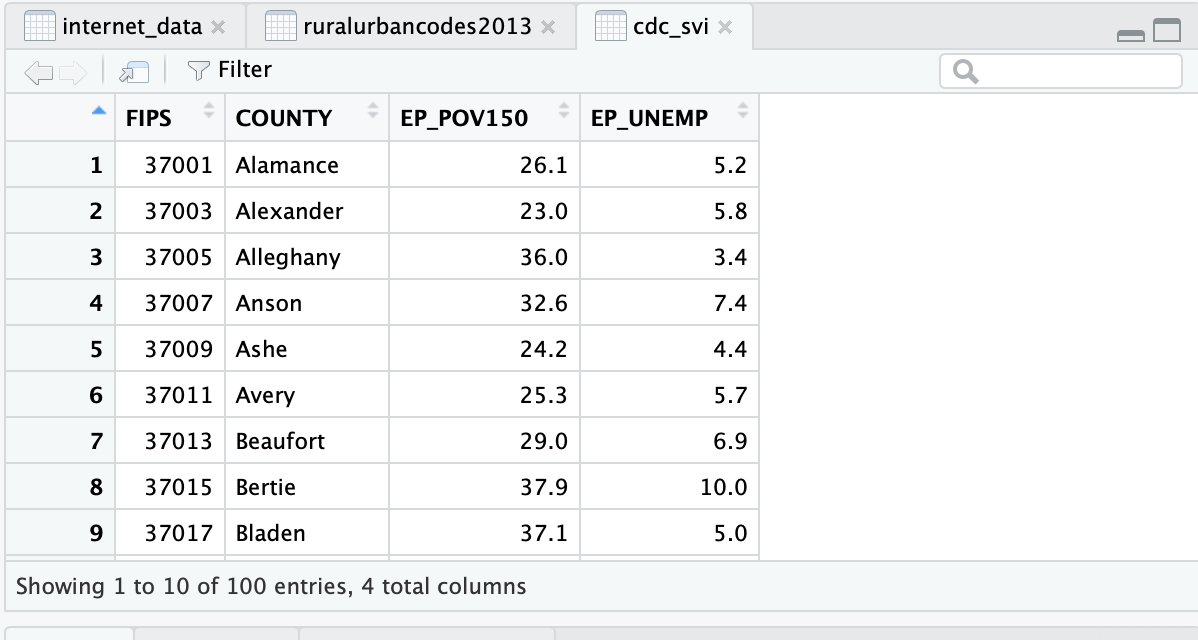 internet_data ruralurbancodes2013 cdc_svi
Filter
FIPS COUNTY EP_POV150 EP_UNEMP
1 37001 Alamance 26.1 5.2
2 37003 Alexander 23.0 5.8
3 37005 Alleghany 36.0 3.4
4 37007 Anson 32.6 7.4
5 37009 Ashe 24.2 4.4
6 37011 Avery 25.3 5.7
7 37013 Beaufort 29.0 6.9
8 37015 Bertie 37.9 10.0
9 37017 Bladen 37.1 5.0
Showing 1 to 10 of 100 entries, 4 total columns